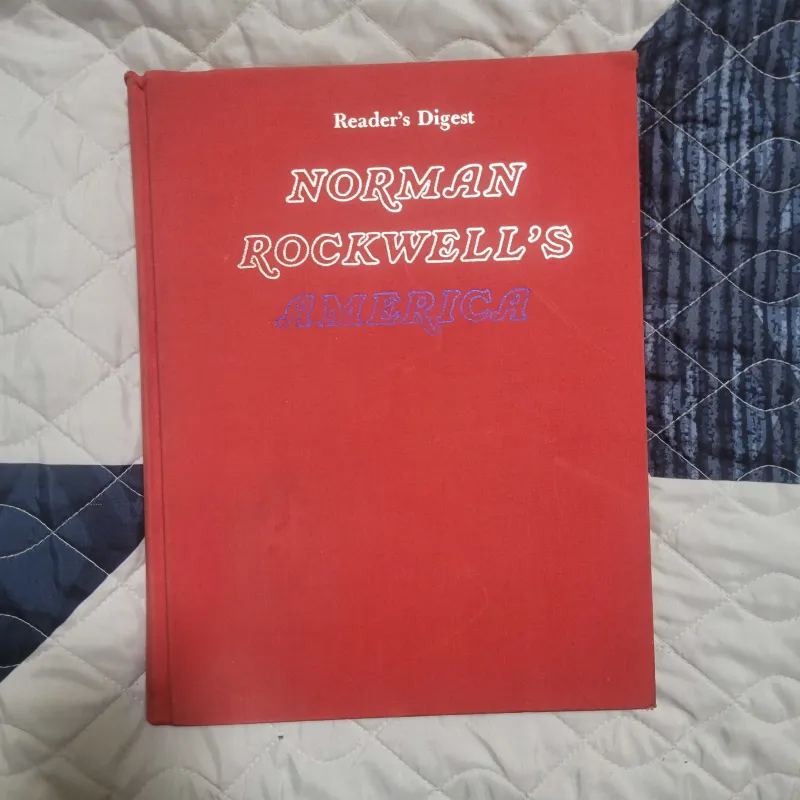 Reader's Digest
NORMAN
ROCKWELL'S
AMERICA